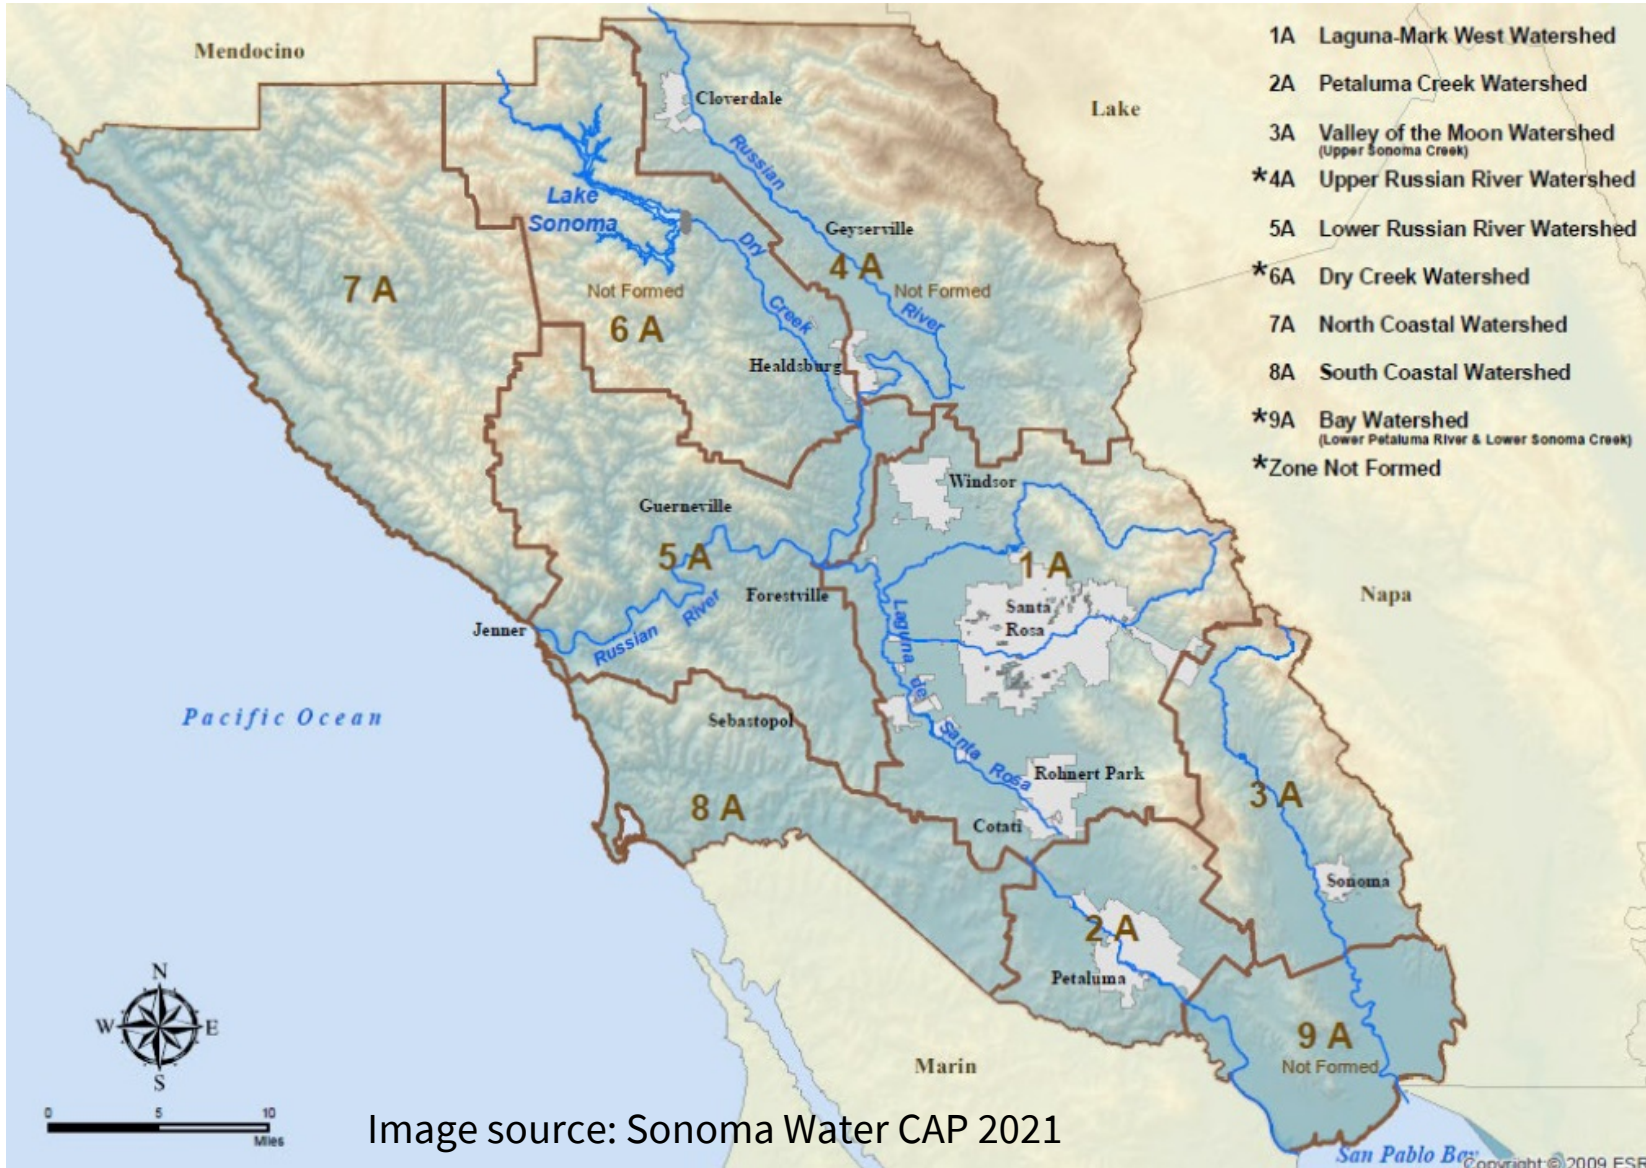 Mendocino
Lake
Napa
Marin
Pacific Ocean
San Pablo Bay
1A Laguna-Mark West Watershed
2A Petaluma Creek Watershed
3A Valley of the Moon Watershed
(Upper Sonoma Creek)
*4A Upper Russian River Watershed
5A Lower Russian River Watershed
*6A Dry Creek Watershed
7A North Coastal Watershed
8A South Coastal Watershed
*9A Bay Watershed
(Lower Petaluma River & Lower Sonoma Creek)
*Zone Not Formed
Cloverdale
Russian
River
Lake
Sonoma
Dry
Creek
Geyserville
4 A
Not Formed
7 A
Not Formed
6 A
Healdsburg
Windsor
Guerneville
5 A
1 A
Forestville
Santa
Rosa
Jenner
Russian
River
Laguna
de
Santa
Rosa
Sebastopol
Rohnert Park
8 A
3 A
Cotati
Sonoma
2 A
Petaluma
9 A
Not Formed
N
W
E
S
0 5 10
Miles
Image source: Sonoma Water CAP 2021
Copyright:© 2009 ESR